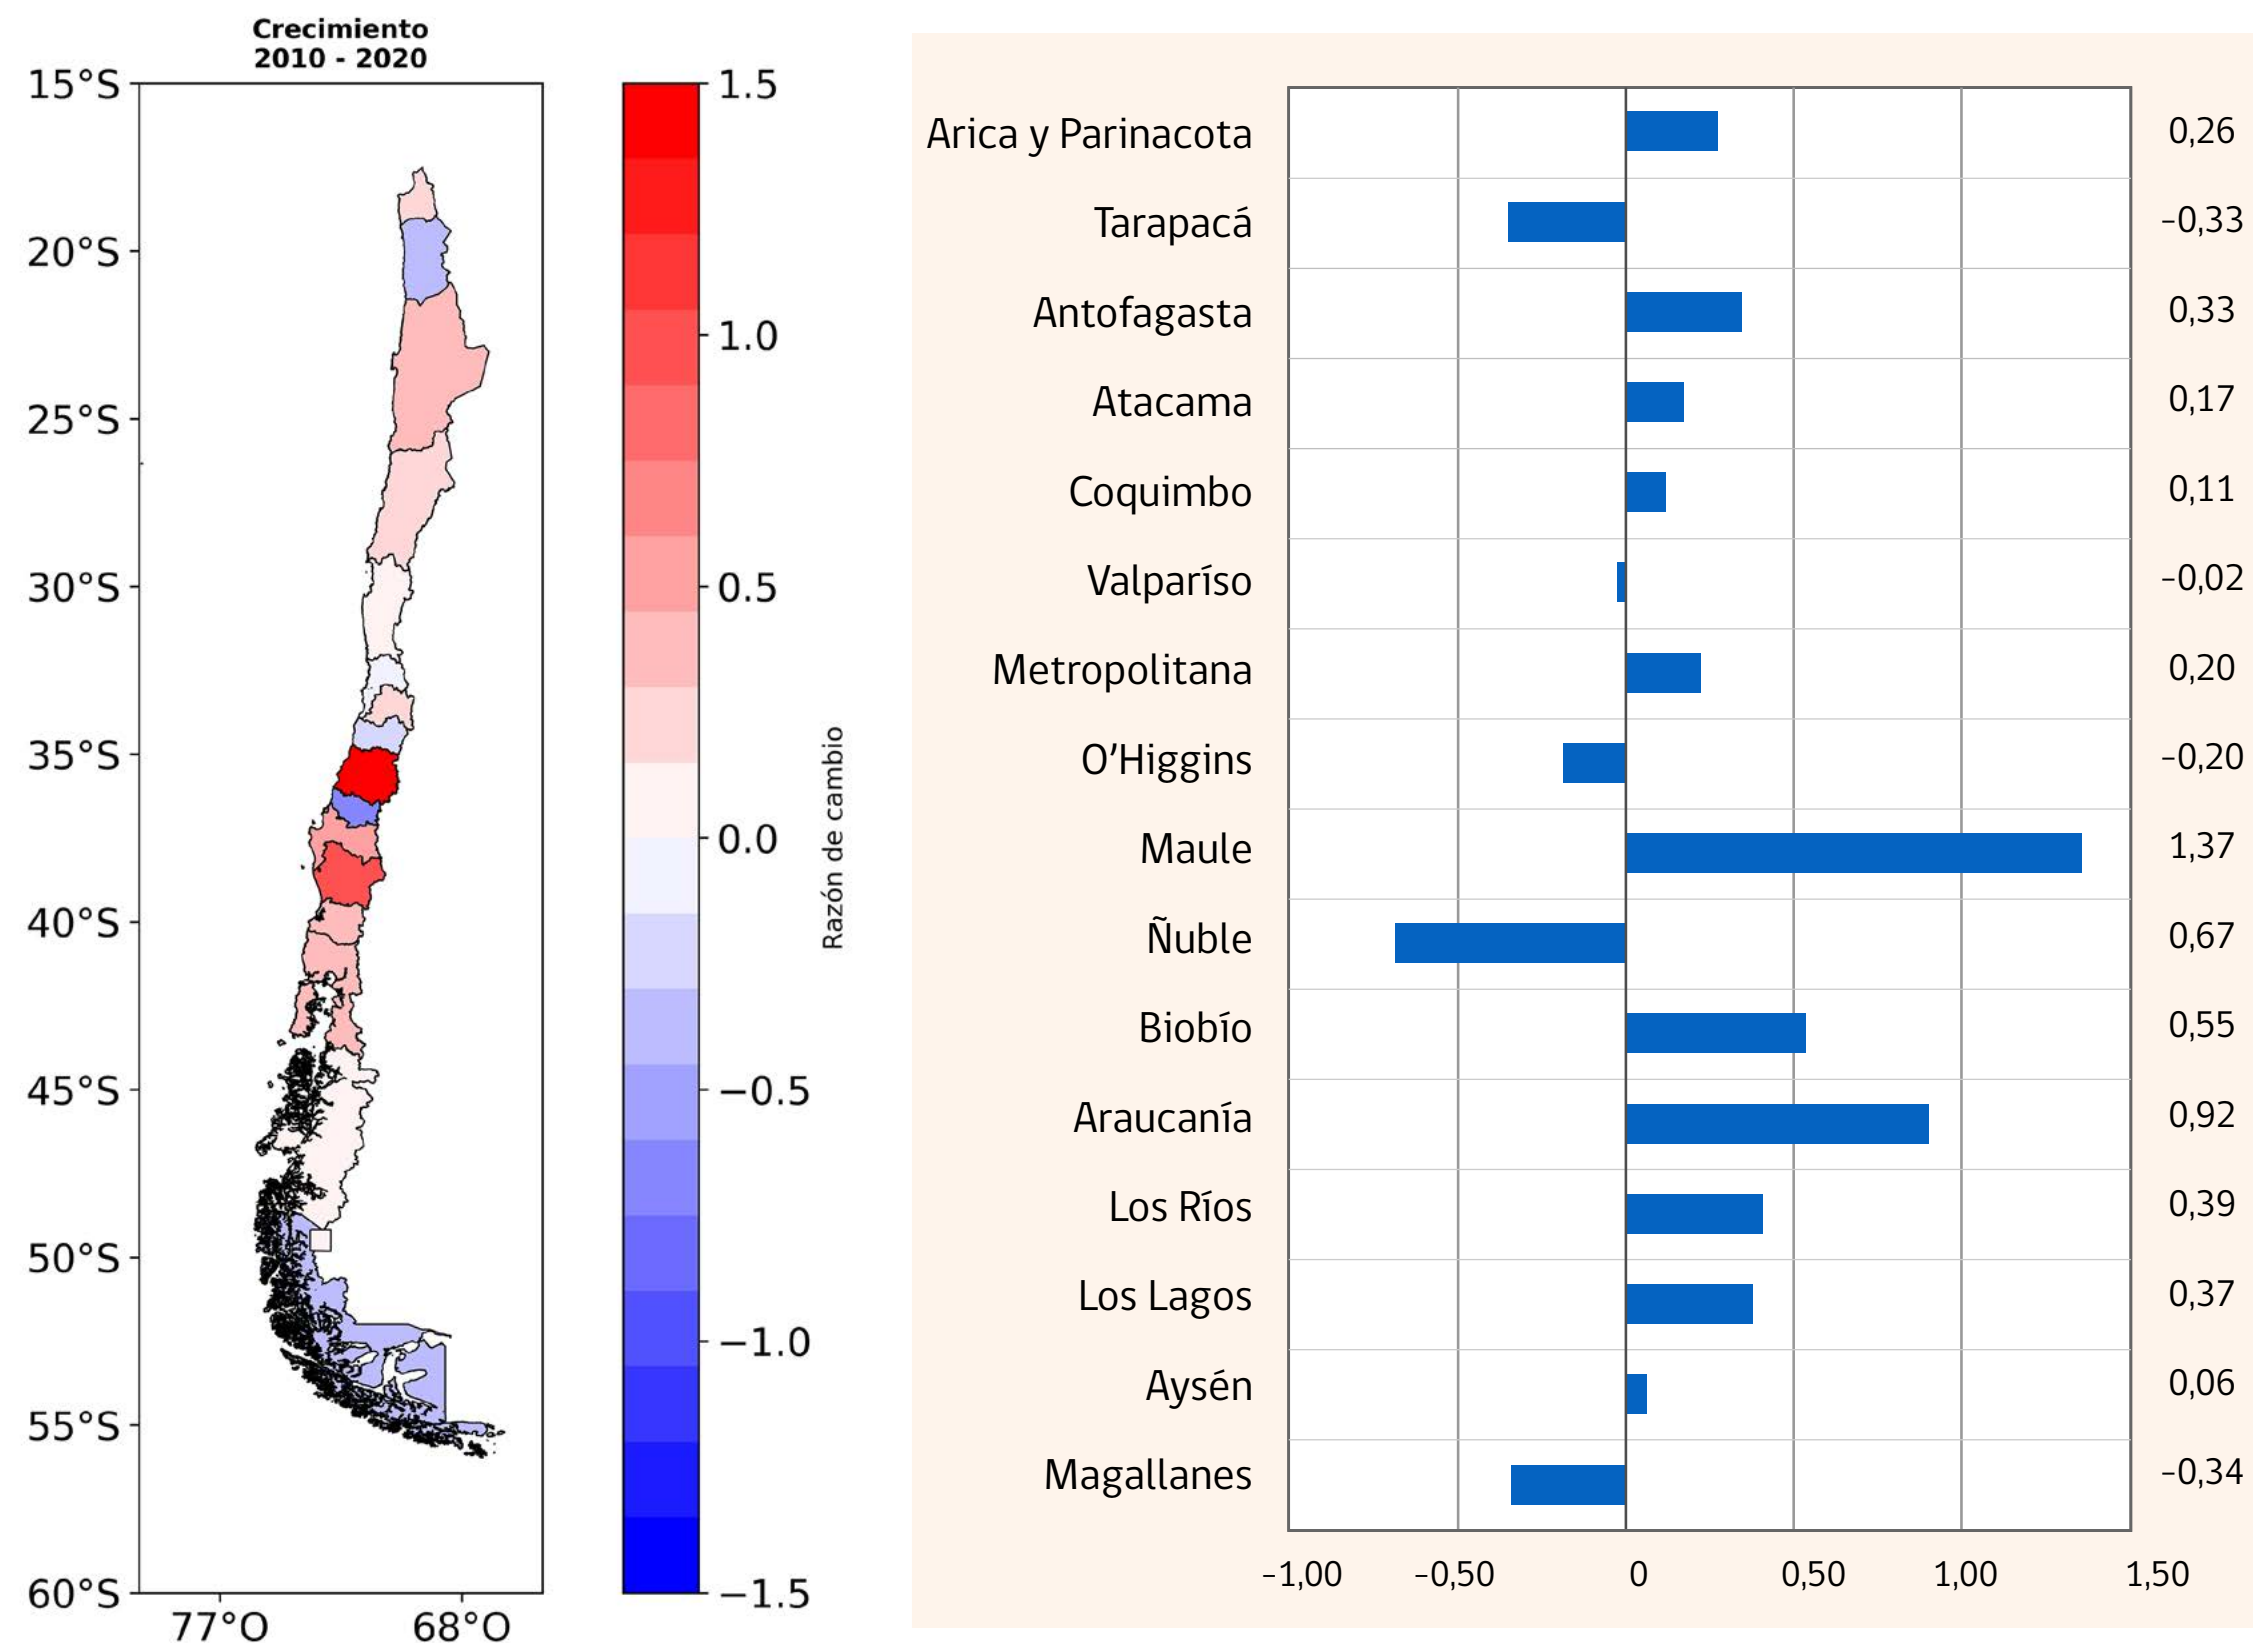 Crecimiento
2010 - 2020
15°S
20°S
25°S
30°S
35°S
40°S
45°S
50°S
55°S
60°S
77°O 68°O
1.5
1.0
0.5
0.0
−0.5
−1.0
−1.5
Razón de cambio
Arica y Parinacota 0,26
Tarapacá -0,33
Antofagasta 0,33
Atacama 0,17
Coquimbo 0,11
Valparíso -0,02
Metropolitana 0,20
O'Higgins -0,20
Maule 1,37
Ñuble 0,67
Biobío 0,55
Araucanía 0,92
Los Ríos 0,39
Los Lagos 0,37
Aysén 0,06
Magallanes -0,34
-1,00 -0,50 0 0,50 1,00 1,50